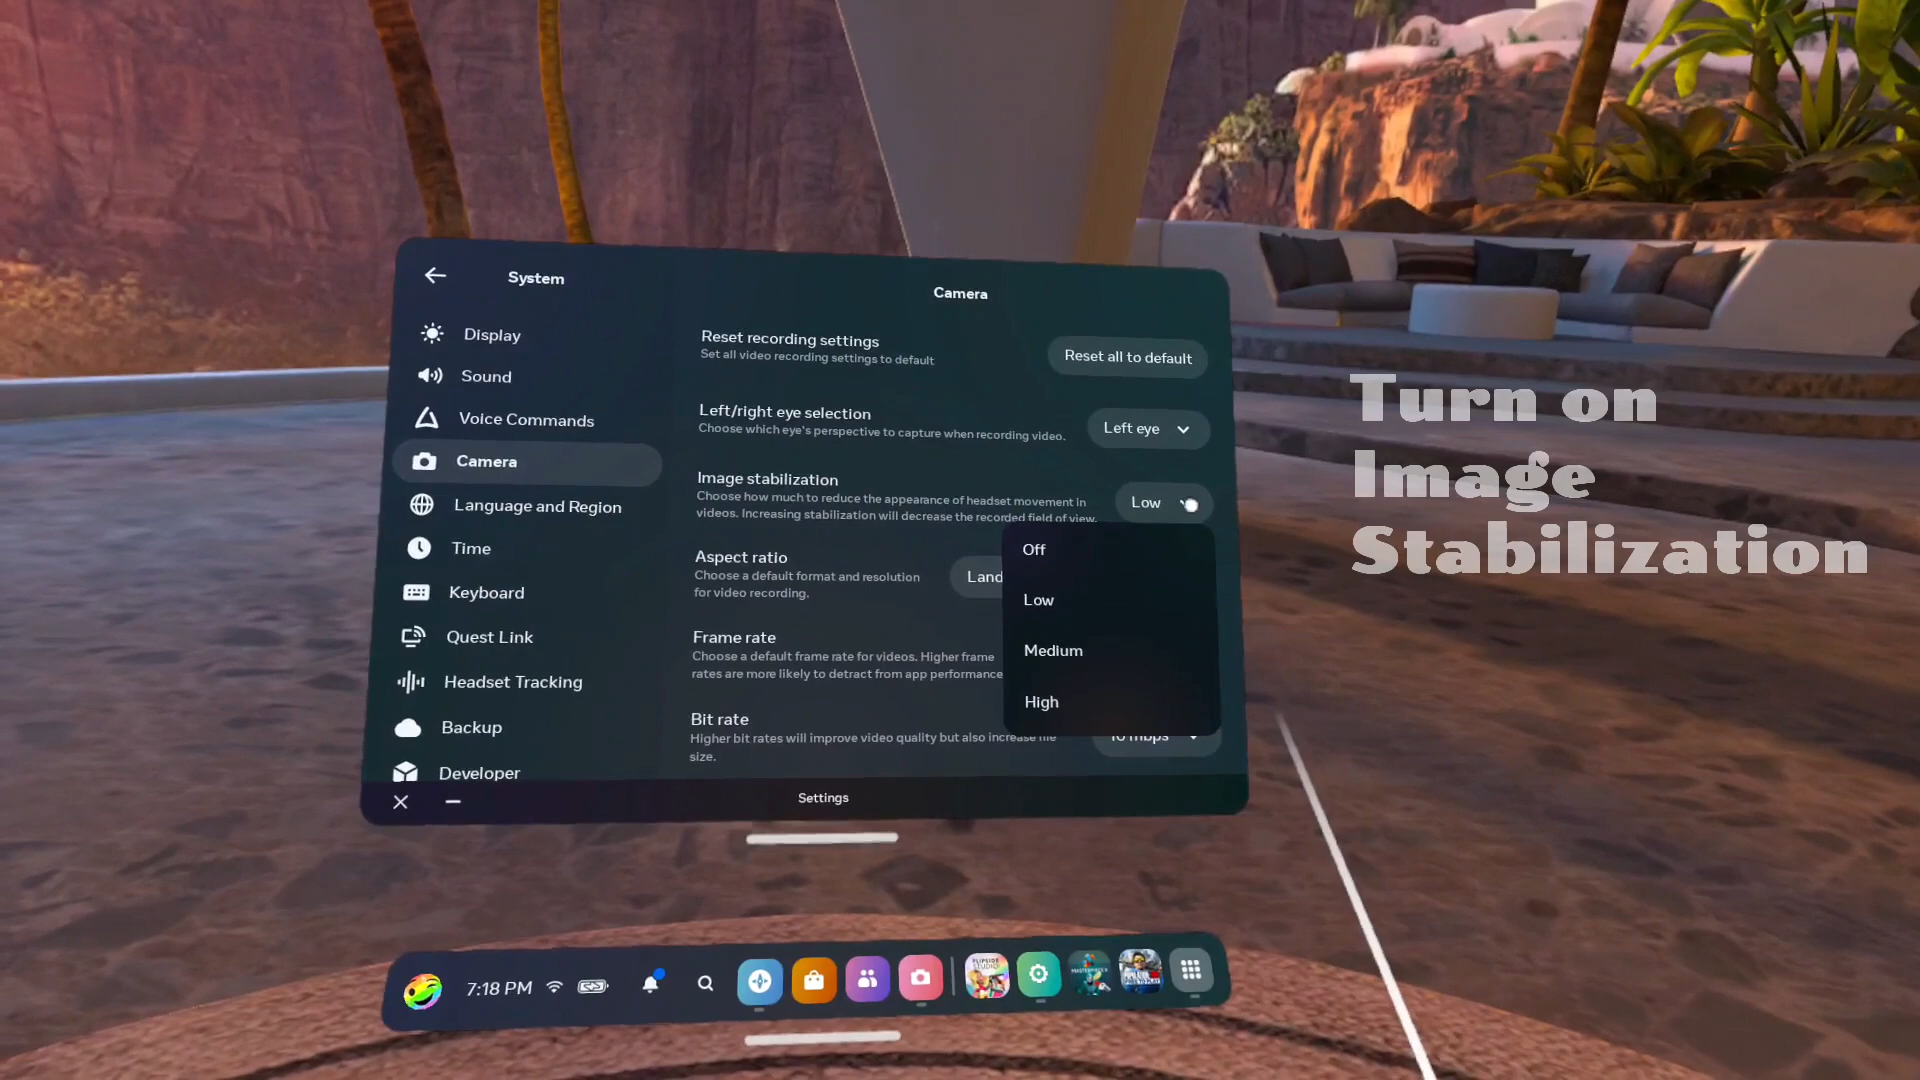 System
Camera
Display
Sound
Voice Commands
Camera
Language and Region
Time
Keyboard
Quest Link
Headset Tracking
Backup
Developer
Reset recording settings
Set all video recording settings to default
Reset all to default
Left/right eye selection
Choose which eye's perspective to capture when recording video.
Left eye
Image stabilization
Choose how much to reduce the appearance of headset movement in
videos. Increasing stabilization will decrease the recorded field of view.
Low
Off
Low
Medium
High
Aspect ratio
Choose a default format and resolution
for video recording.
Land
Frame rate
Choose a default frame rate for videos. Higher frame
rates are more likely to detract from app performance
Bit rate
Higher bit rates will improve video quality but also increase file
size.
10 mbps
Settings
Turn on
Image
Stabilization
7:18 PM
FLIPSIDE
STUDIO